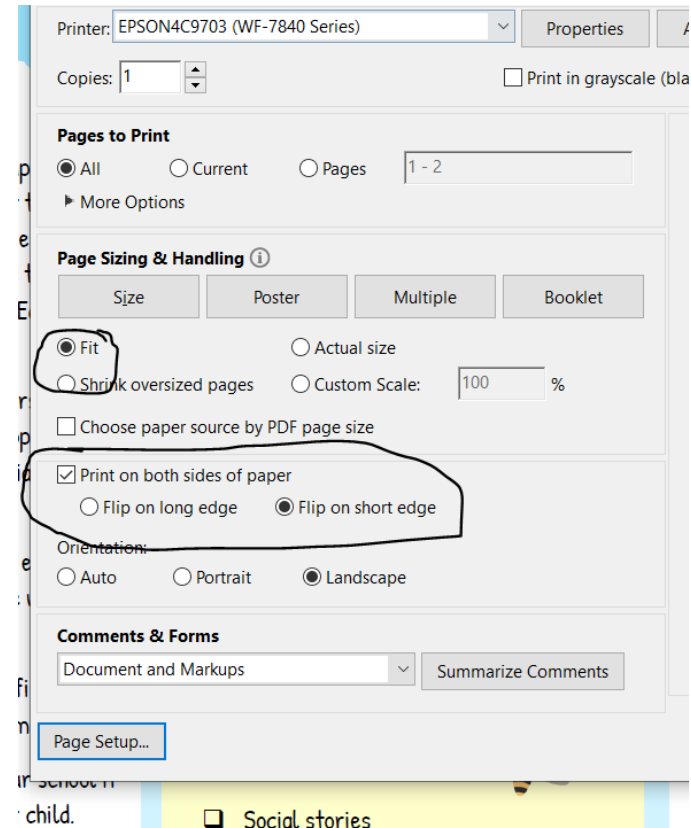 Printer: EPSON4C9703 (WF-7840 Series) Properties A
Copies: 1 Print in grayscale (bla
Pages to Print
All Current Pages 1 - 2
More Options
Page Sizing & Handling
Size Poster Multiple Booklet
Fit Actual size
Shrink oversized pages Custom Scale: 100 %
Choose paper source by PDF page size
Print on both sides of paper
Flip on long edge Flip on short edge
Orientation:
Auto Portrait Landscape
Comments & Forms
Document and Markups Summarize Comments
Page Setup...
child.
Social stories